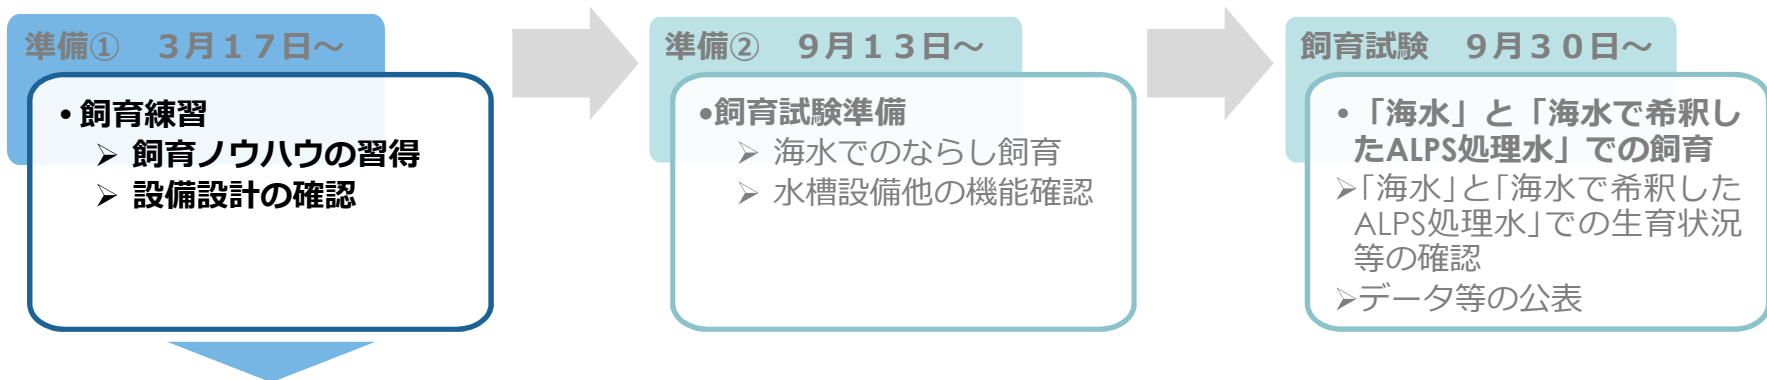 準備①　３月１７日～
• 飼育練習
➢ 飼育ノウハウの習得
➢ 設備設計の確認
準備②　９月１３日～
•飼育試験準備
➢ 海水でのならし飼育
➢ 水槽設備他の機能確認
飼育試験　９月３０日～
• 「海水」と「海水で希釈し
たALPS処理水」での飼育
➢「海水」と「海水で希釈した
ALPS処理水」での生育状況
等の確認
➢データ等の公表